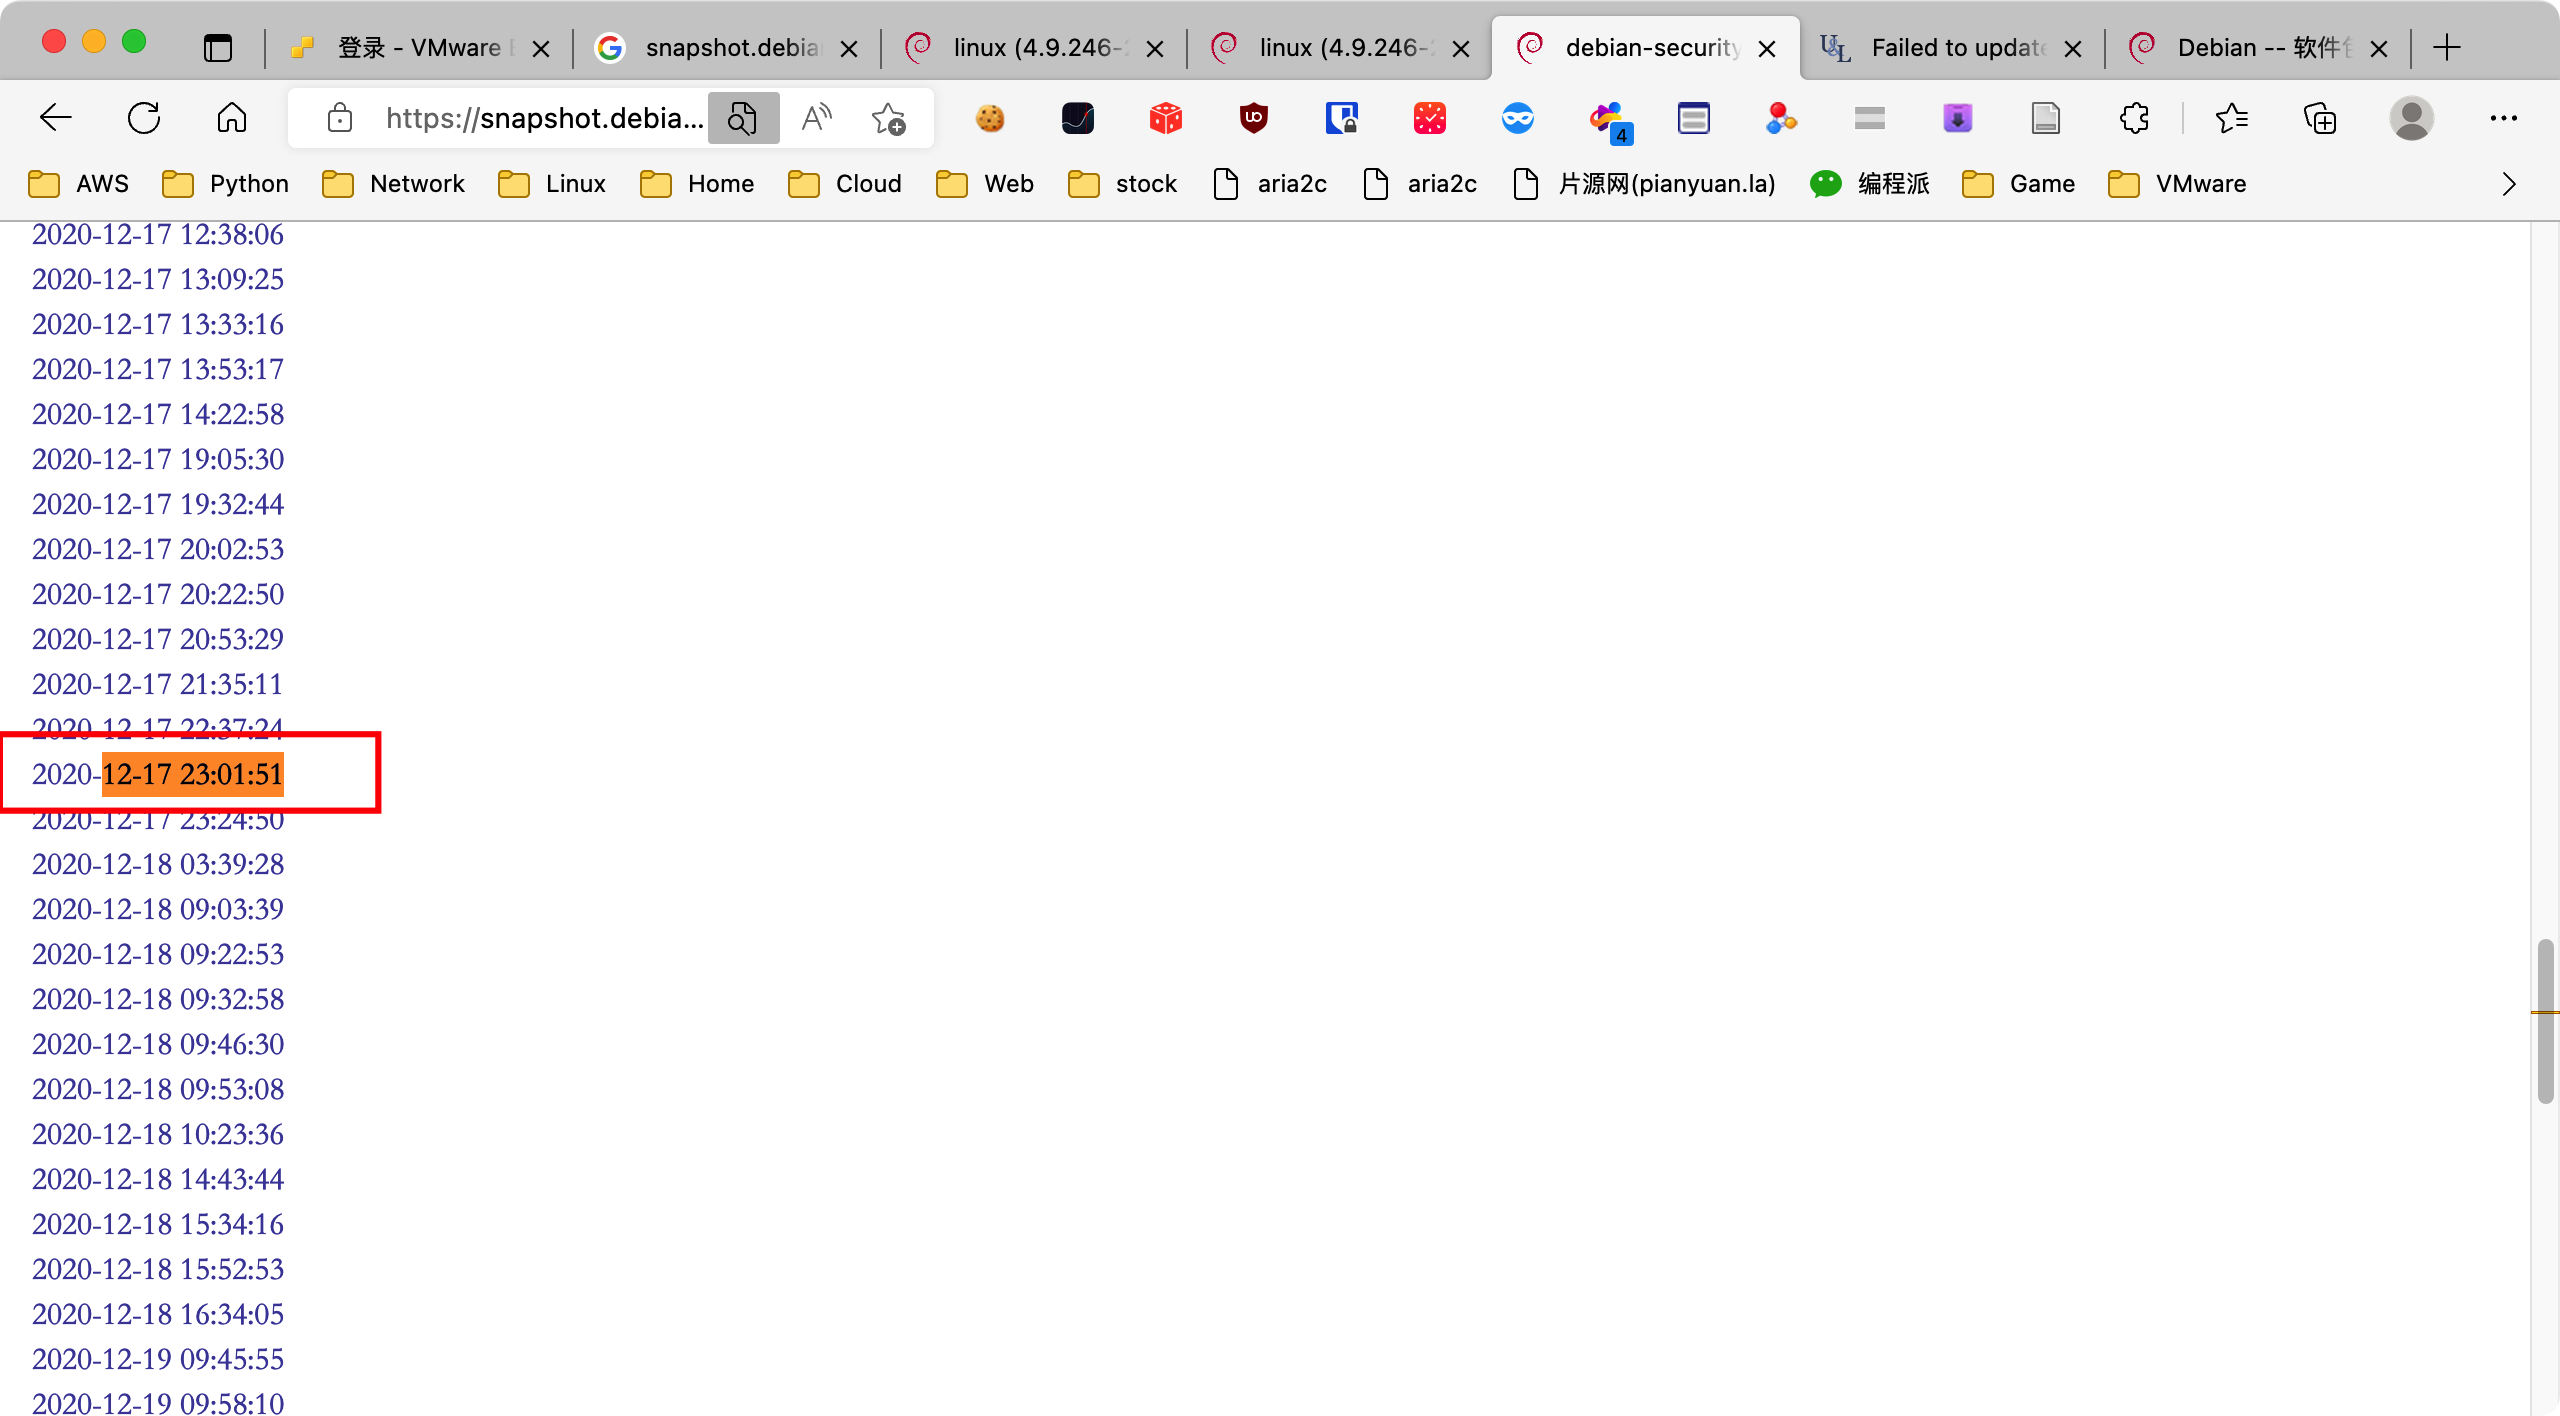 登录 - VMware
snapshot.debia
linux (4.9.246-
linux (4.9.246-
debian-security
Failed to update
Debian -- 软件包
https://snapshot.debia...
4
AWS
Python
Network
Linux
Home
Cloud
Web
stock
aria2c
aria2c
片源网(pianyuan.la)
编程派
Game
VMware
2020-12-17 12:38:06
2020-12-17 13:09:25
2020-12-17 13:33:16
2020-12-17 13:53:17
2020-12-17 14:22:58
2020-12-17 19:05:30
2020-12-17 19:32:44
2020-12-17 20:02:53
2020-12-17 20:22:50
2020-12-17 20:53:29
2020-12-17 21:35:11
2020-12-17 22:37:24
2020-12-17 23:01:51
2020-12-17 23:24:50
2020-12-18 03:39:28
2020-12-18 09:03:39
2020-12-18 09:22:53
2020-12-18 09:32:58
2020-12-18 09:46:30
2020-12-18 09:53:08
2020-12-18 10:23:36
2020-12-18 14:43:44
2020-12-18 15:34:16
2020-12-18 15:52:53
2020-12-18 16:34:05
2020-12-19 09:45:55
2020-12-19 09:58:10